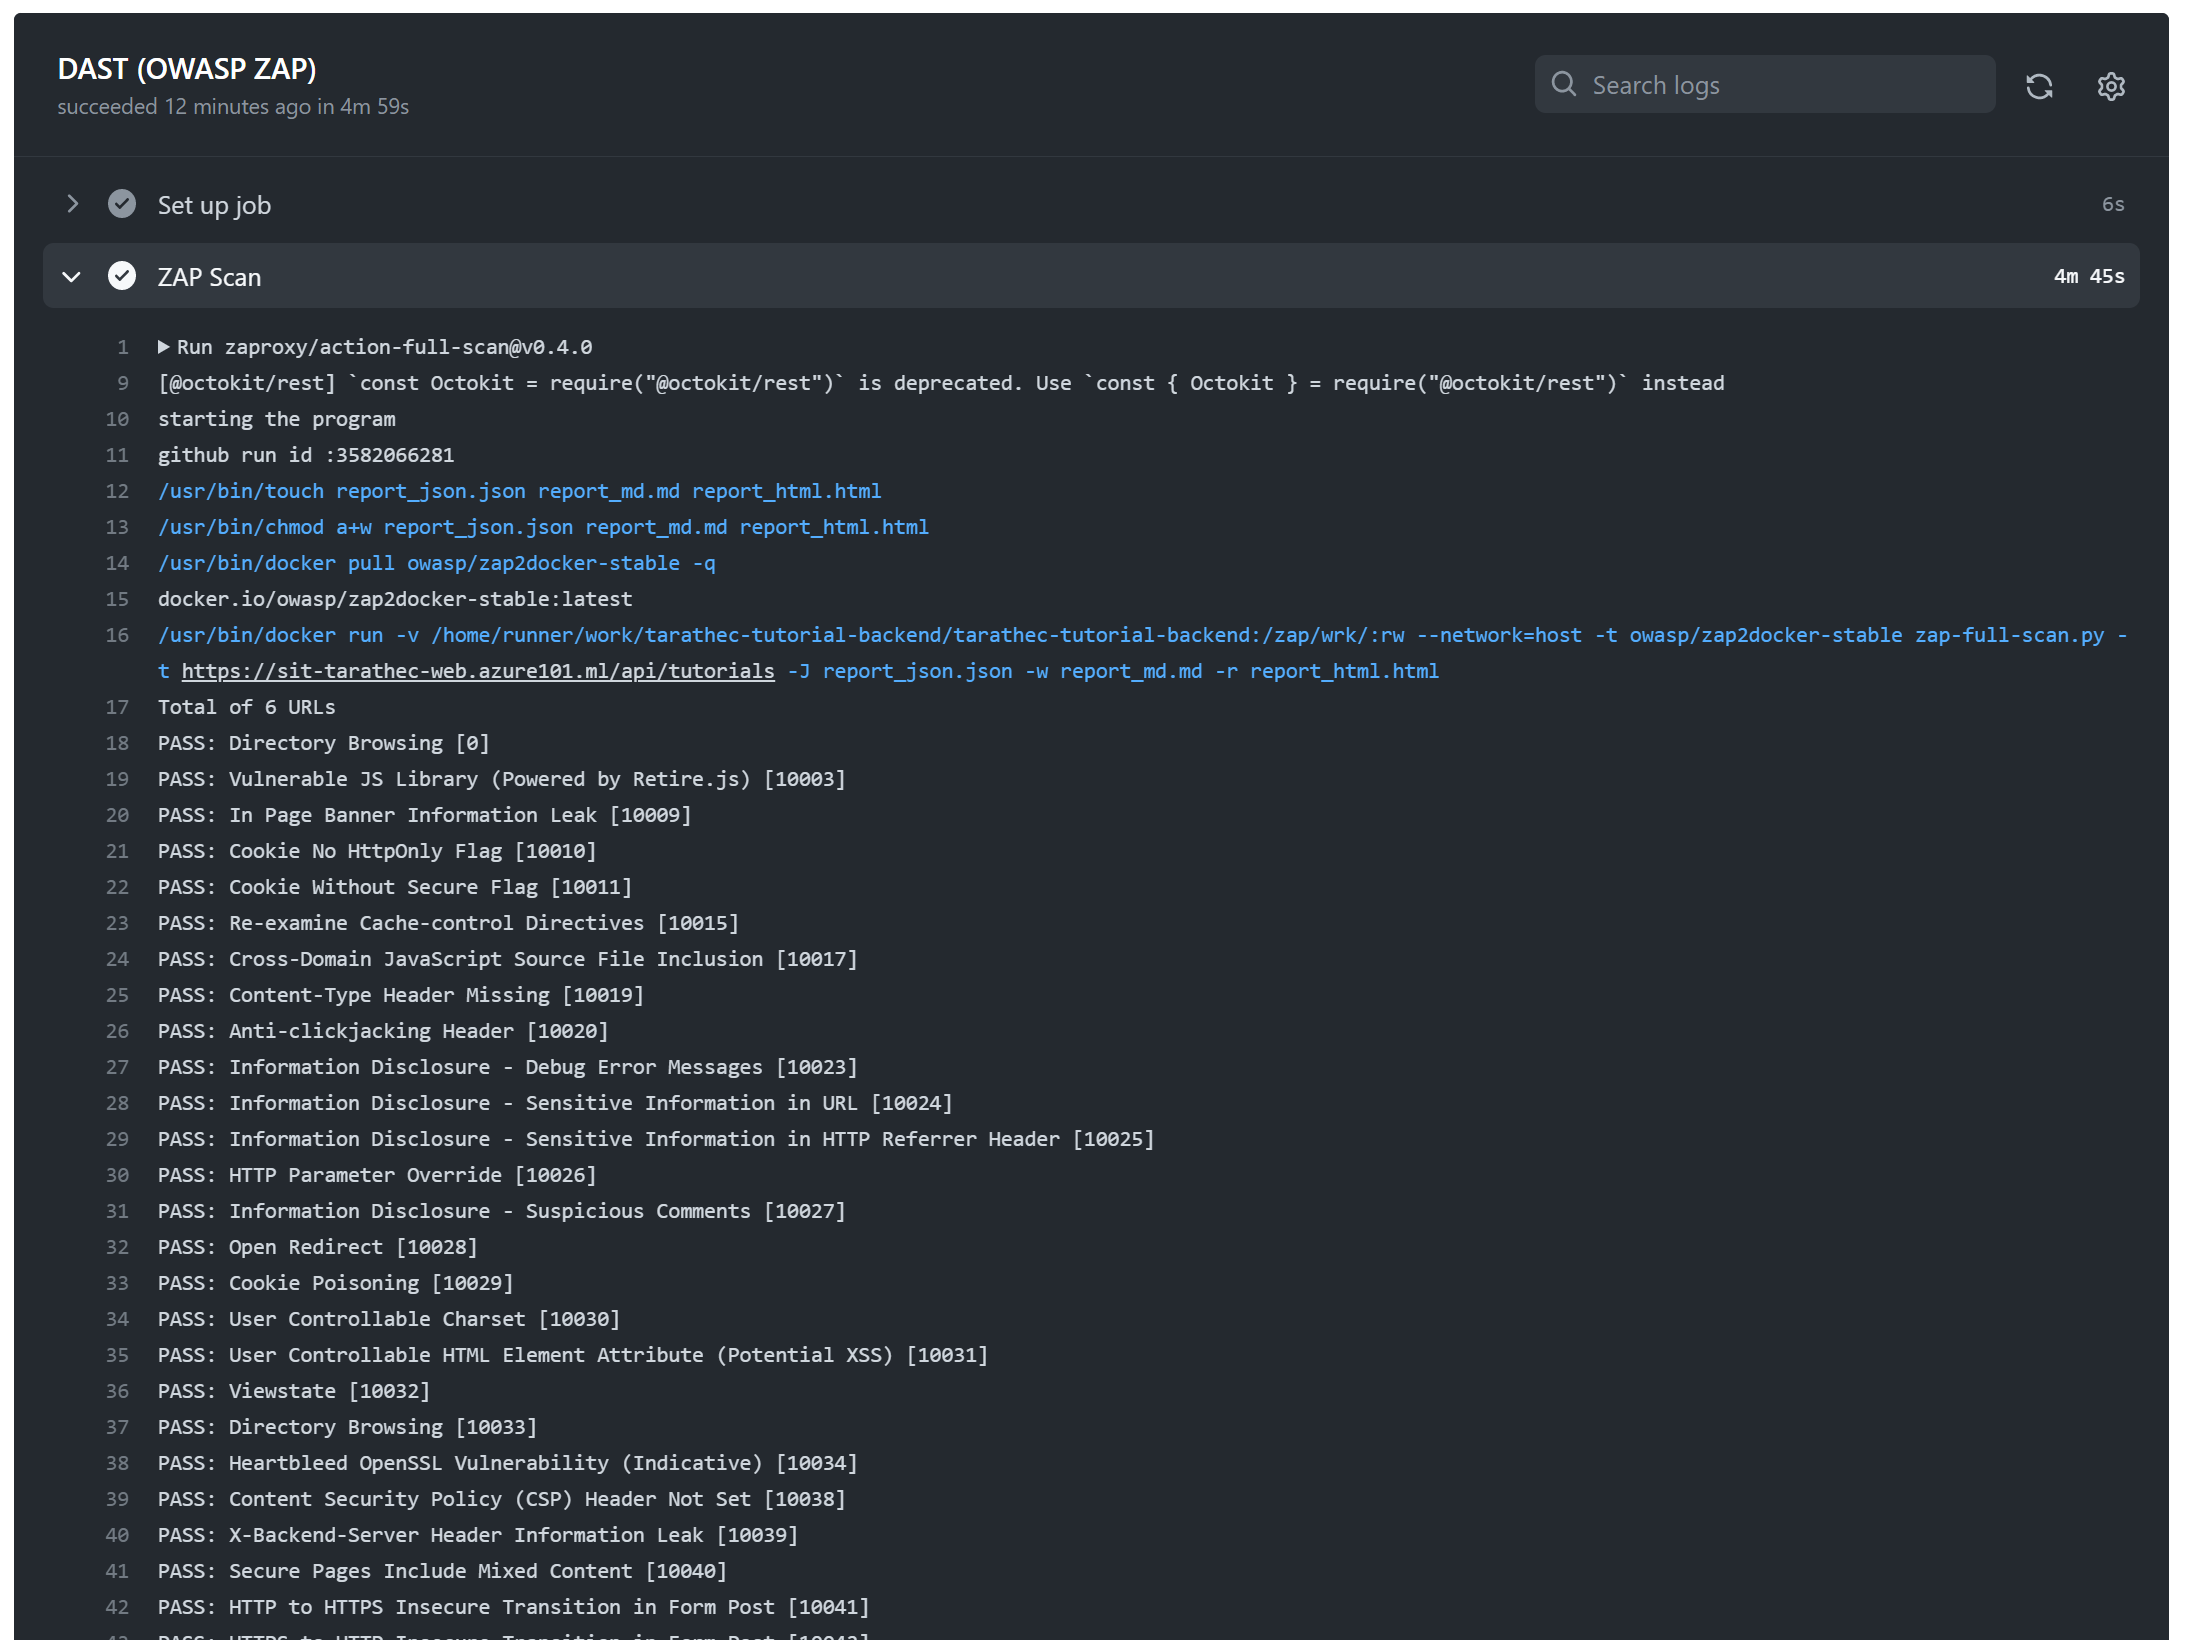 DAST (OWASP ZAP)
succeeded 12 minutes ago in 4m 59s
Search logs
Set up job 6s
ZAP Scan 4m 45s
1 Run zaproxy/action-full-scan@v0.4.0
9 [@octokit/rest] `const Octokit = require("@octokit/rest")` is deprecated. Use `const { Octokit } = require("@octokit/rest")` instead
10 starting the program
11 github run id :3582066281
12 /usr/bin/touch report_json.json report_md.md report_html.html
13 /usr/bin/chmod a+w report_json.json report_md.md report_html.html
14 /usr/bin/docker pull owasp/zap2docker-stable -q
15 docker.io/owasp/zap2docker-stable:latest
16 /usr/bin/docker run -v /home/runner/work/tarathec-tutorial-backend/tarathec-tutorial-backend:/zap/wrk/:rw --network=host -t owasp/zap2docker-stable zap-full-scan.py -
t https://sit-tarathec-web.azure101.ml/api/tutorials -J report_json.json -w report_md.md -r report_html.html
17 Total of 6 URLs
18 PASS: Directory Browsing [0]
19 PASS: Vulnerable JS Library (Powered by Retire.js) [10003]
20 PASS: In Page Banner Information Leak [10009]
21 PASS: Cookie No HttpOnly Flag [10010]
22 PASS: Cookie Without Secure Flag [10011]
23 PASS: Re-examine Cache-control Directives [10015]
24 PASS: Cross-Domain JavaScript Source File Inclusion [10017]
25 PASS: Content-Type Header Missing [10019]
26 PASS: Anti-clickjacking Header [10020]
27 PASS: Information Disclosure - Debug Error Messages [10023]
28 PASS: Information Disclosure - Sensitive Information in URL [10024]
29 PASS: Information Disclosure - Sensitive Information in HTTP Referrer Header [10025]
30 PASS: HTTP Parameter Override [10026]
31 PASS: Information Disclosure - Suspicious Comments [10027]
32 PASS: Open Redirect [10028]
33 PASS: Cookie Poisoning [10029]
34 PASS: User Controllable Charset [10030]
35 PASS: User Controllable HTML Element Attribute (Potential XSS) [10031]
36 PASS: Viewstate [10032]
37 PASS: Directory Browsing [10033]
38 PASS: Heartbleed OpenSSL Vulnerability (Indicative) [10034]
39 PASS: Content Security Policy (CSP) Header Not Set [10038]
40 PASS: X-Backend-Server Header Information Leak [10039]
41 PASS: Secure Pages Include Mixed Content [10040]
42 PASS: HTTP to HTTPS Insecure Transition in Form Post [10041]
43 PASS: HTTPS to HTTP Insecure Transition in Form Post [10042]